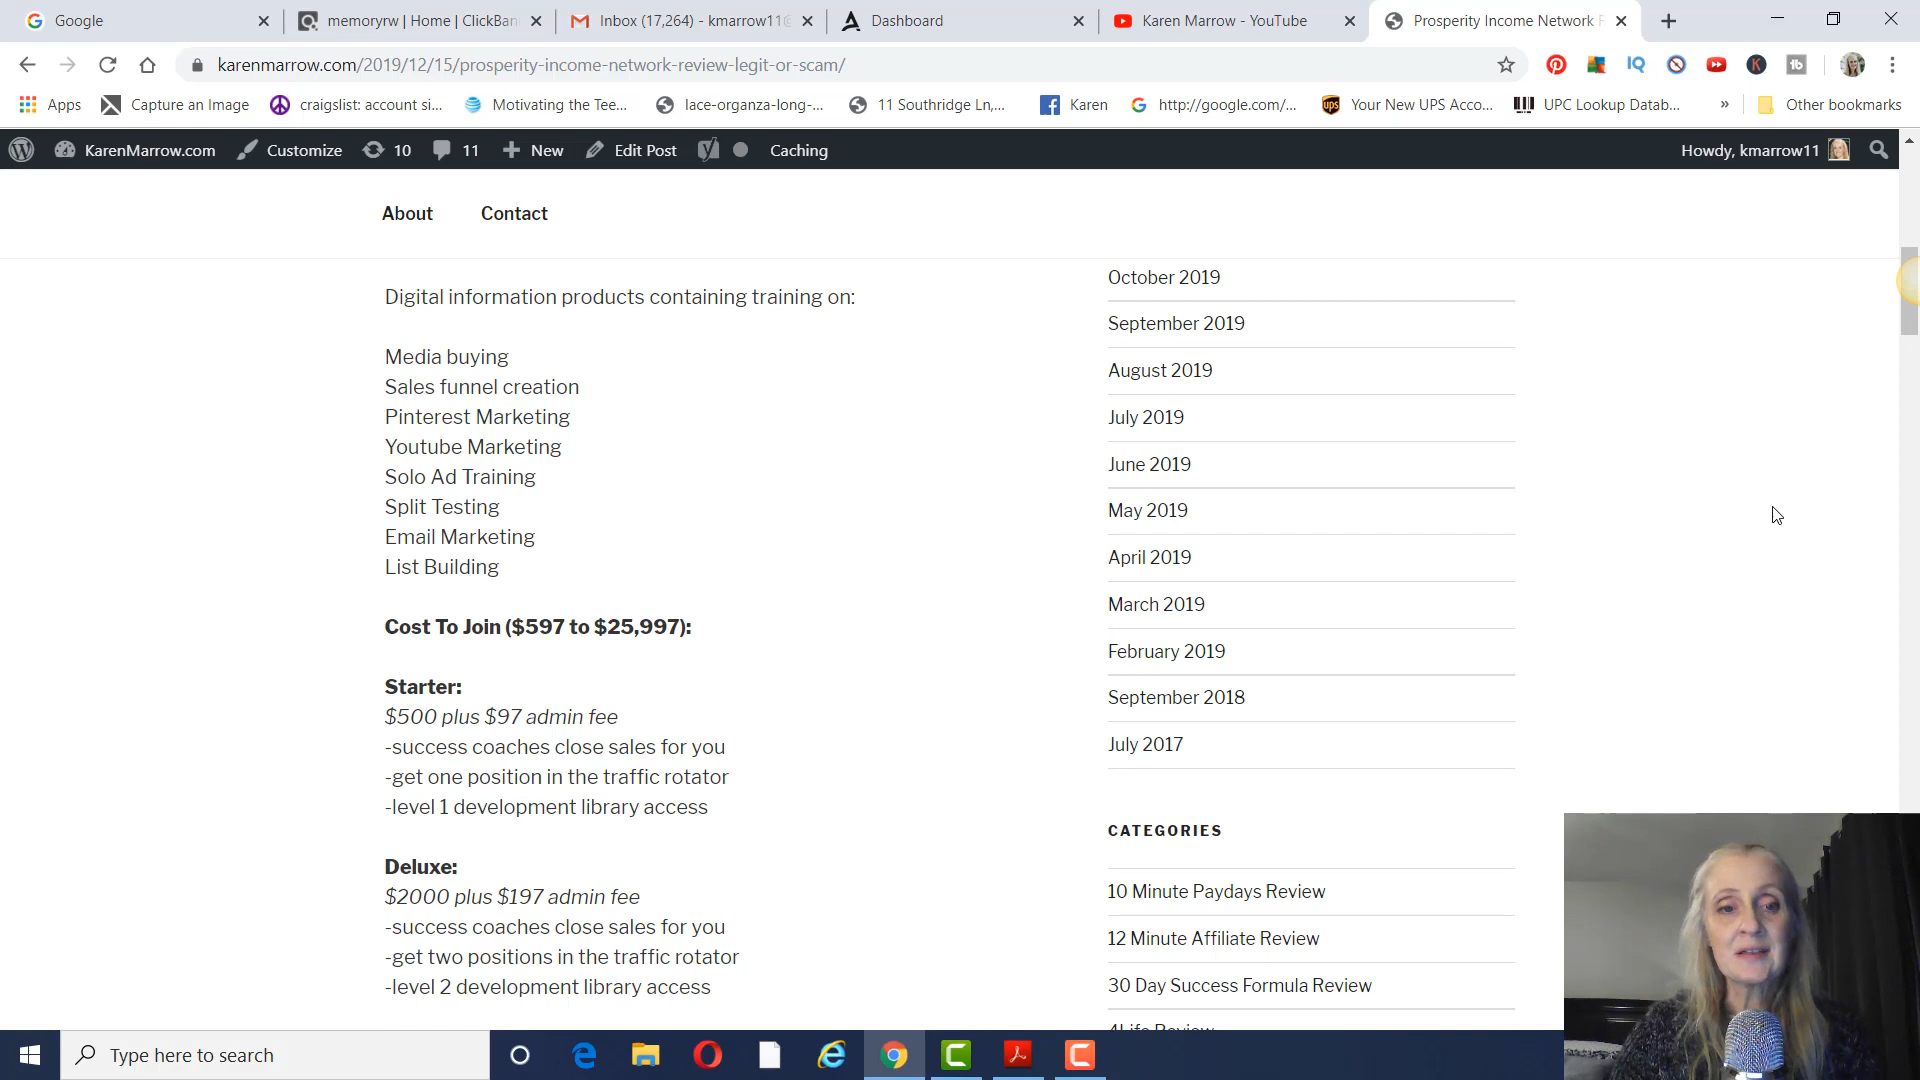 Google
memoryrw | Home | ClickBan
Inbox (17,264) - kmarrow11@
Dashboard
Karen Marrow - YouTube
Prosperity Income Network R
karenmarrow.com/2019/12/15/prosperity-income-network-review-legit-or-scam/
Apps
Capture an Image
craigslist: account si...
Motivating the Tee...
lace-organza-long-...
11 Southridge Ln,...
Karen
http://google.com/...
Your New UPS Acco...
UPC Lookup Datab...
»
Other bookmarks
KarenMarrow.com
Customize
10
11
New
Edit Post
Caching
Howdy, kmarrow11
About
Contact
Digital information products containing training on:
Media buying
Sales funnel creation
Pinterest Marketing
Youtube Marketing
Solo Ad Training
Split Testing
Email Marketing
List Building
Cost To Join ($597 to $25,997):
Starter:
$500 plus $97 admin fee
-success coaches close sales for you
-get one position in the traffic rotator
-level 1 development library access
Deluxe:
$2000 plus $197 admin fee
-success coaches close sales for you
-get two positions in the traffic rotator
-level 2 development library access
October 2019
September 2019
August 2019
July 2019
June 2019
May 2019
April 2019
March 2019
February 2019
September 2018
July 2017
CATEGORIES
10 Minute Paydays Review
12 Minute Affiliate Review
30 Day Success Formula Review
4Life Review
Type here to search